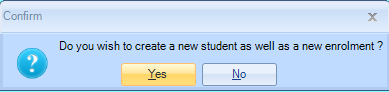 Confirm
Do you wish to create a new student as well as a new enrolment ?
Yes
No